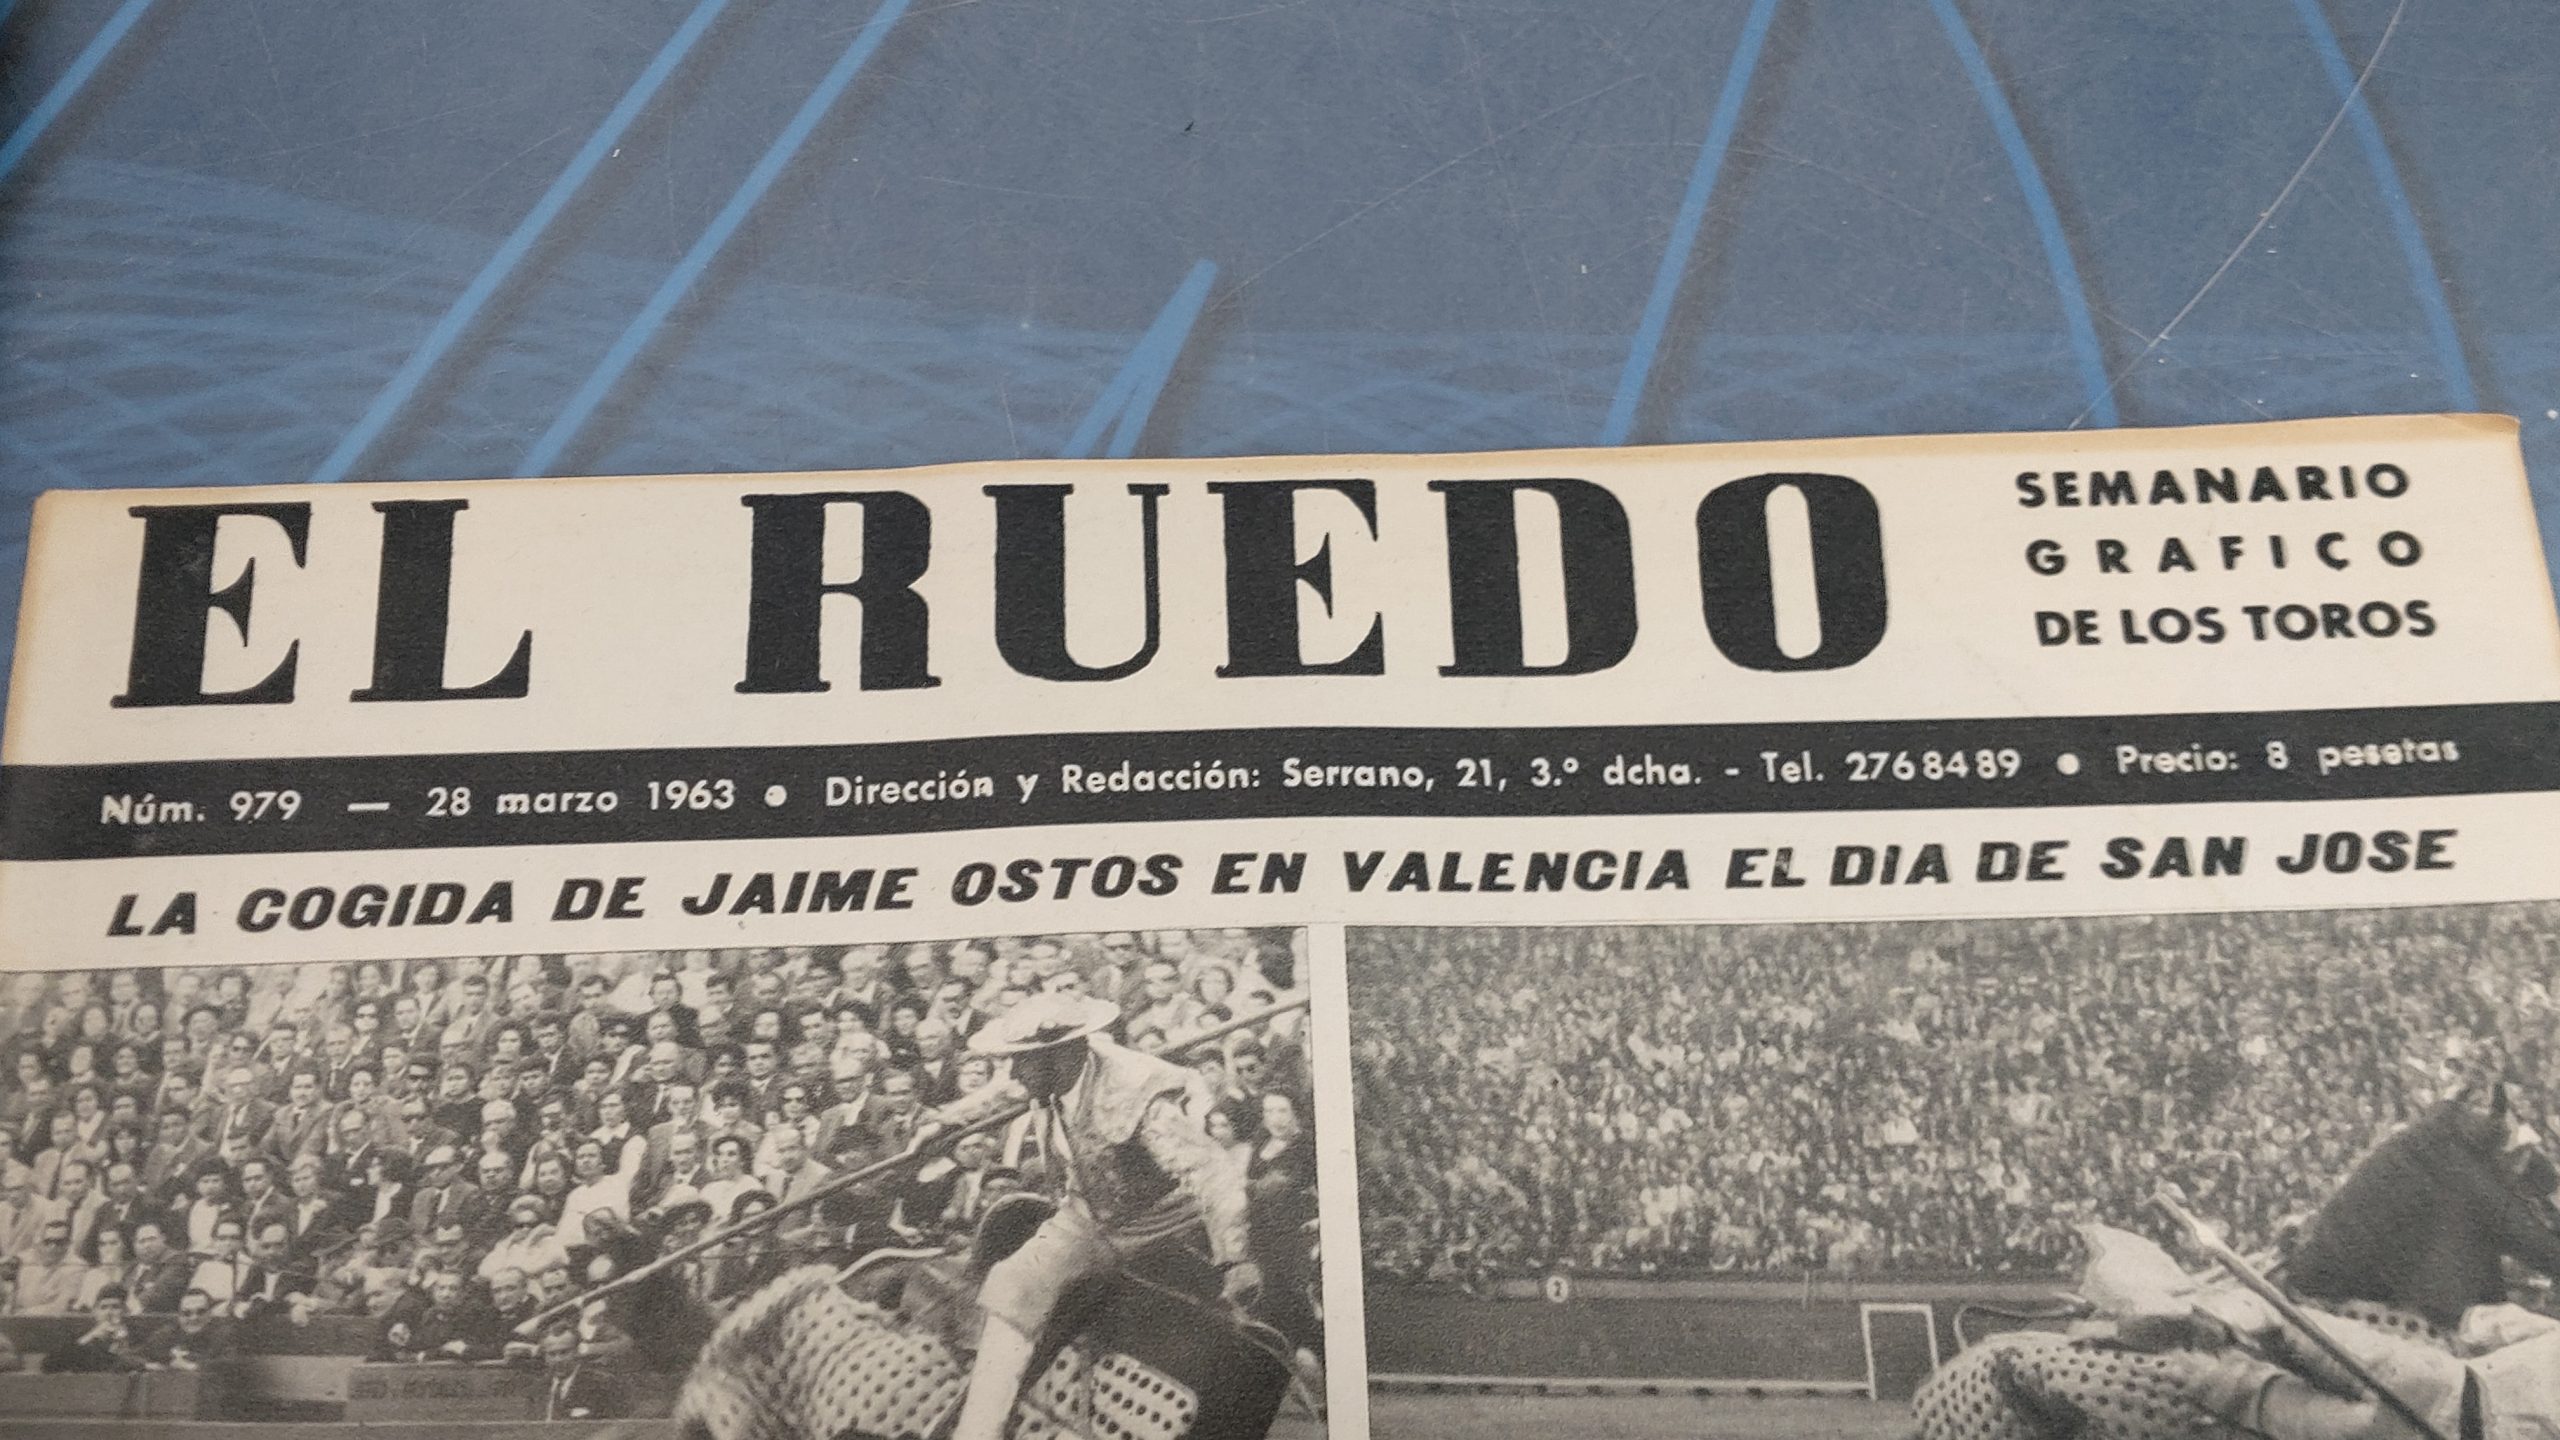 EL RUEDO
SEMANARIO
GRAFICO
DE LOS TOROS
Núm. 979 — 28 marzo 1963 ● Dirección y Redacción: Serrano, 21, 3.º dcha. - Tel. 2768489 ● Precio: 8 pesetas
LA COGIDA DE JAIME OSTOS EN VALENCIA EL DIA DE SAN JOSE
2